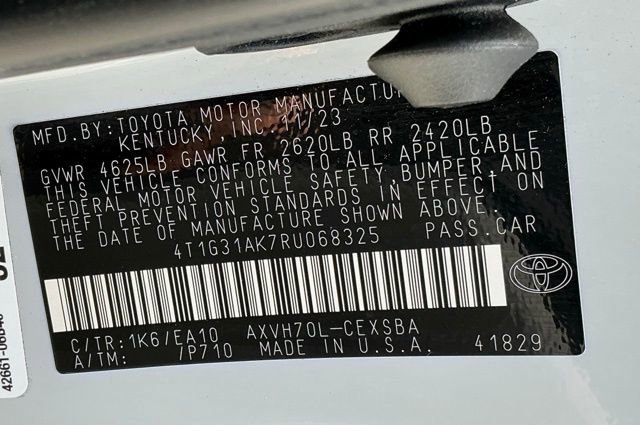 MFD. BY: TOYOTA MOTOR MANUFACTU
KENTUCKY INC 11/23
GVWR 4625LB GAWR FR 2620LB RR 2420LB
THIS VEHICLE CONFORMS TO ALL APPLICABLE
FEDERAL MOTOR VEHICLE SAFETY BUMPER, AND
THEFT PREVENTION STANDARDS IN EFFECT ON
THE DATE OF MANUFACTURE SHOWN ABOVE.
4T1G31AK7RU068325 PASS.CAR
C/TR: 1K6/EA10 AXVH70L-CEXSBA
A/TM: /P710 MADE IN U.S.A. 41829